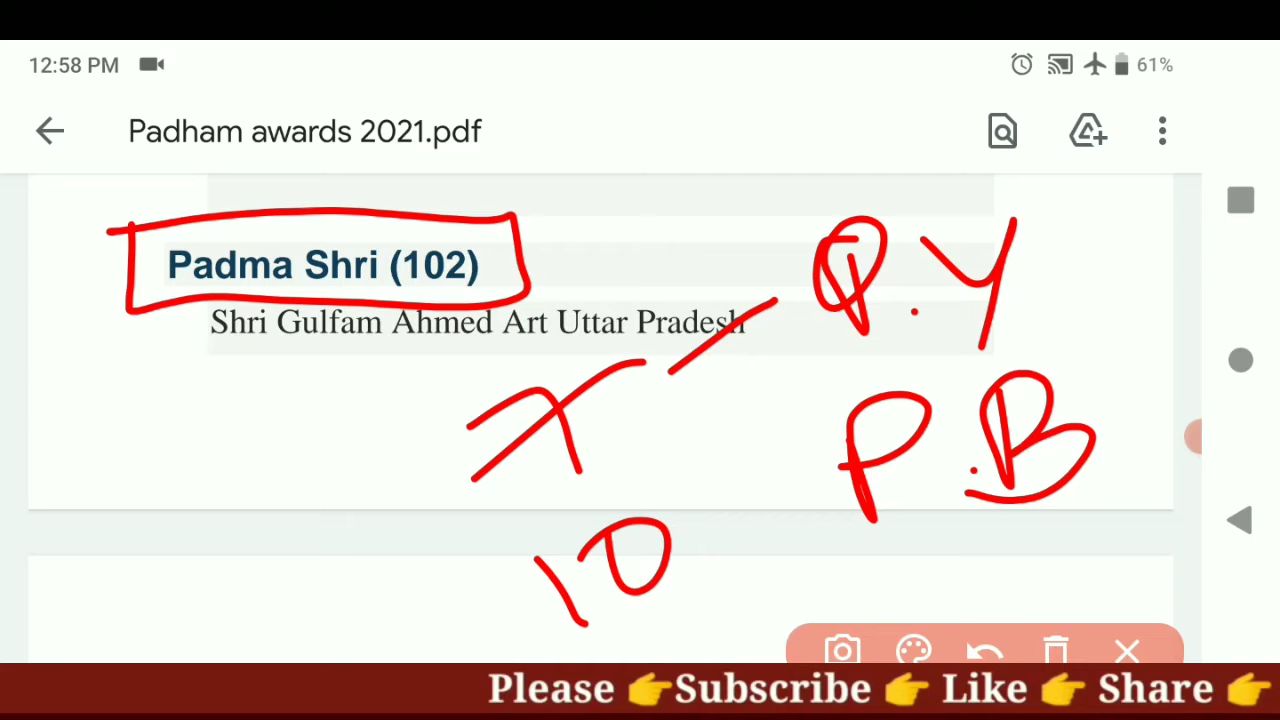 12:58 PM 61%
Padham awards 2021.pdf
Padma Shri (102)
Shri Gulfam Ahmed Art Uttar Pradesh
P.B
10
Please 👉Subscribe 👉 Like 👉 Share 👉